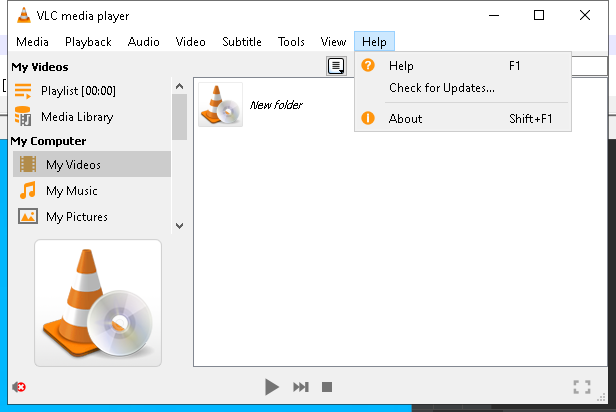 VLC media player
Media Playback Audio Video Subtitle Tools View Help
My Videos
Playlist [00:00]
Media Library
My Computer
My Videos
My Music
My Pictures
New folder
Help F1
Check for Updates...
About Shift+F1